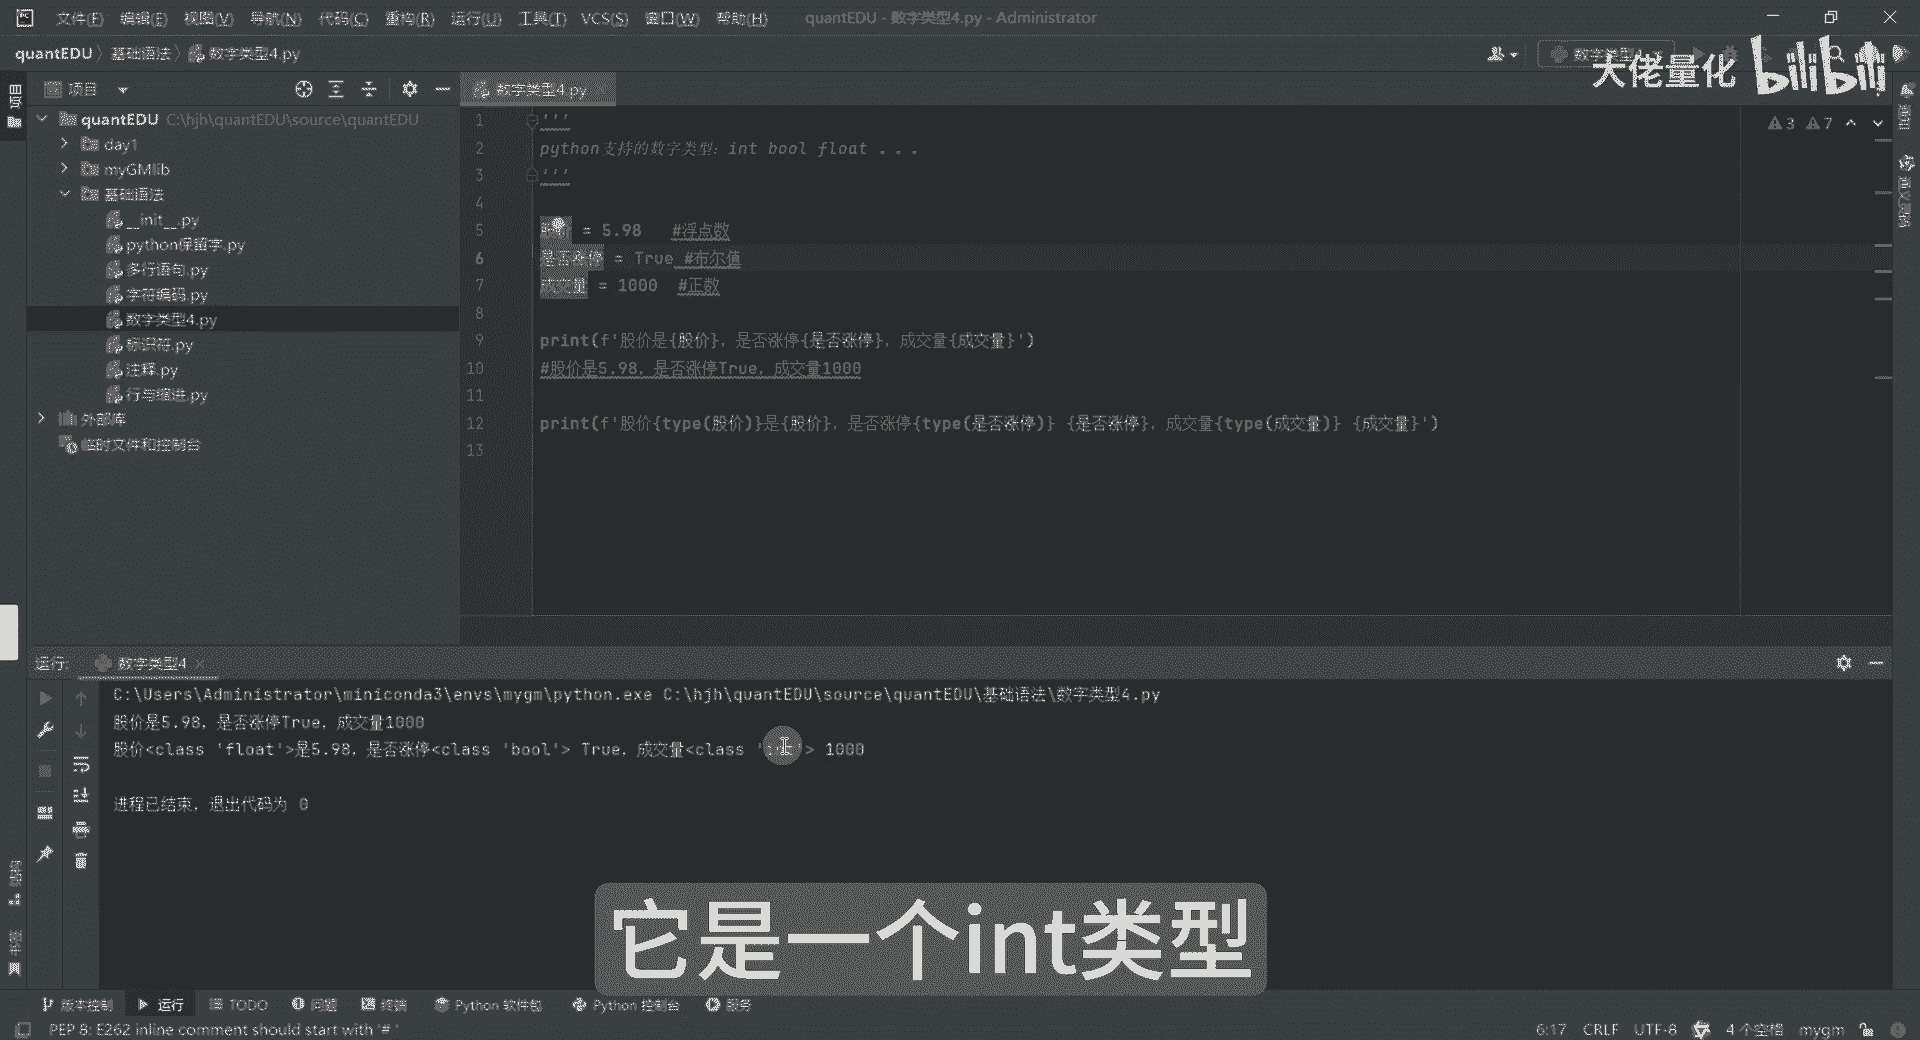 文件(F) 编辑(E) 视图(V) 导航(N) 代码(C) 重构(R) 运行(U) 工具(T) VCS(S) 窗口(W) 帮助(H) quantEDU - 数字类型4.py - Administrator
quantEDU 基础语法 数字类型4.py
大佬量化 bilibili
项目
数字类型4.py
quantEDU C:\hjh\quantEDU\source\quantEDU
day1
myGMlib
基础语法
__init__.py
python保留字.py
多行语句.py
字符编码.py
数字类型4.py
标识符.py
注释.py
行与缩进.py
外部库
临时文件和控制台
3 7
1 '''
2 python支持的数字类型：int bool float ...
3 '''
4
5 = 5.98 #浮点数
6 是否涨停 = True #布尔值
7 成交量 = 1000 #正数
8
9 print(f'股价是{股价}，是否涨停{是否涨停}，成交量{成交量}')
10 #股价是5.98，是否涨停True，成交量1000
11
12 print(f'股价{type(股价)}是{股价}，是否涨停{type(是否涨停)} {是否涨停}，成交量{type(成交量)} {成交量}')
13
运行: 数字类型4
C:\Users\Administrator\miniconda3\envs\mygm\python.exe C:\hjh\quantEDU\source\quantEDU\基础语法\数字类型4.py
股价是5.98，是否涨停True，成交量1000
股价<class 'float'>是5.98，是否涨停<class 'bool'> True，成交量<class ' > 1000
进程已结束，退出代码为 0
它是一个int类型
版本控制 运行 TODO 问题 终端 Python 软件包 Python 控制台 服务
PEP 8: E262 inline comment should start with '# '
6:17 CRLF UTF-8 4 个空格 mygm